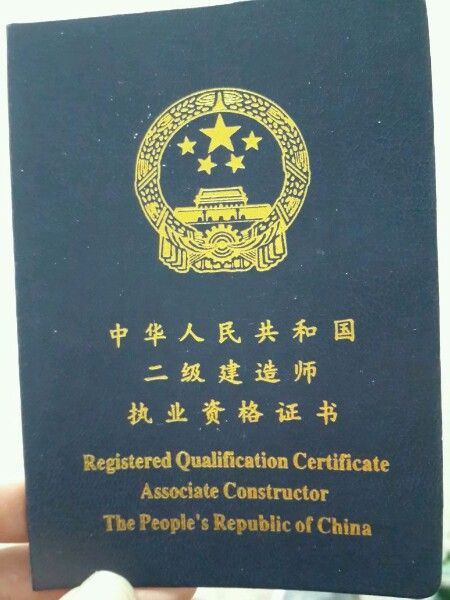 中华人民共和国
二级建造师
执业资格证书
Registered Qualification Certificate
Associate Constructor
The People's Republic of China